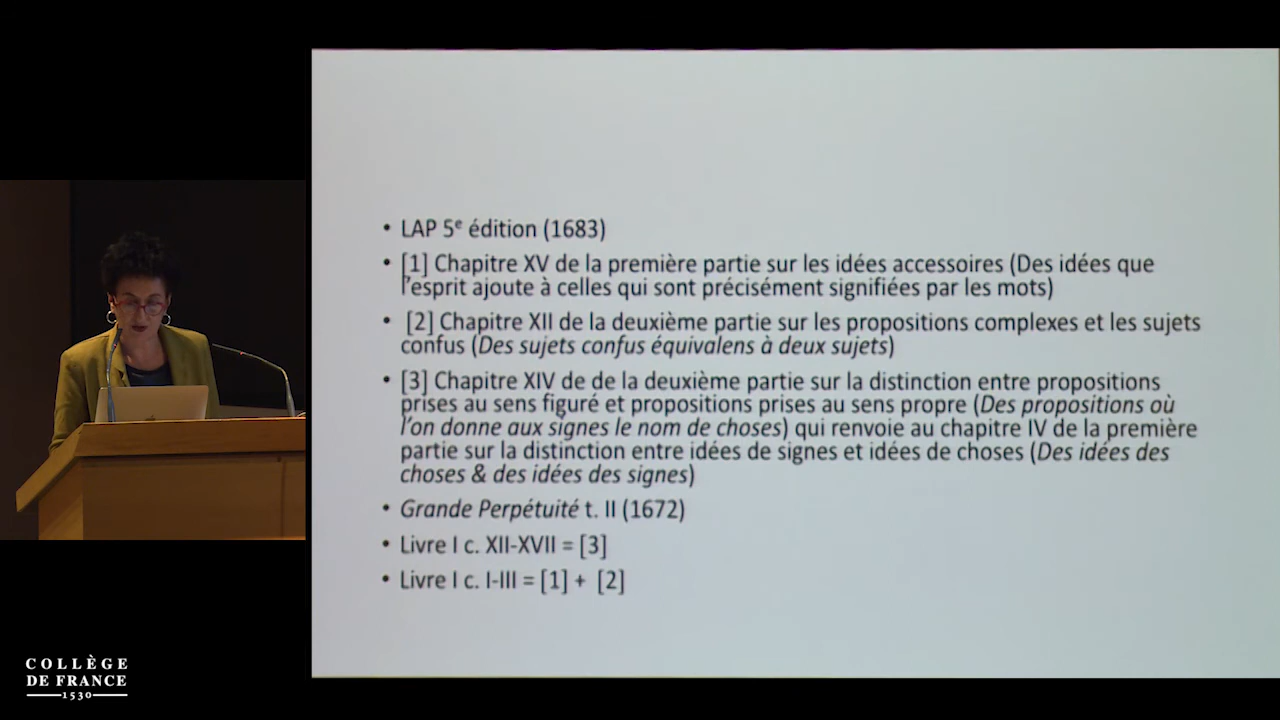 • LAP 5e édition (1683)
• [1] Chapitre XV de la première partie sur les idées accessoires (Des idées que
l'esprit ajoute à celles qui sont précisément signifiées par les mots)
• [2] Chapitre XII de la deuxième partie sur les propositions complexes et les sujets
confus (Des sujets confus équivalens à deux sujets)
• [3] Chapitre XIV de de la deuxième partie sur la distinction entre propositions
prises au sens figuré et propositions prises au sens propre (Des propositions où
l'on donne aux signes le nom de choses) qui renvoie au chapitre IV de la première
partie sur la distinction entre idées de signes et idées de choses (Des idées des
choses & des idées des signes)
• Grande Perpétuité t. II (1672)
• Livre I c. XII-XVII = [3]
• Livre I c. I-III = [1] + [2]
COLLÈGE
DE FRANCE
1530